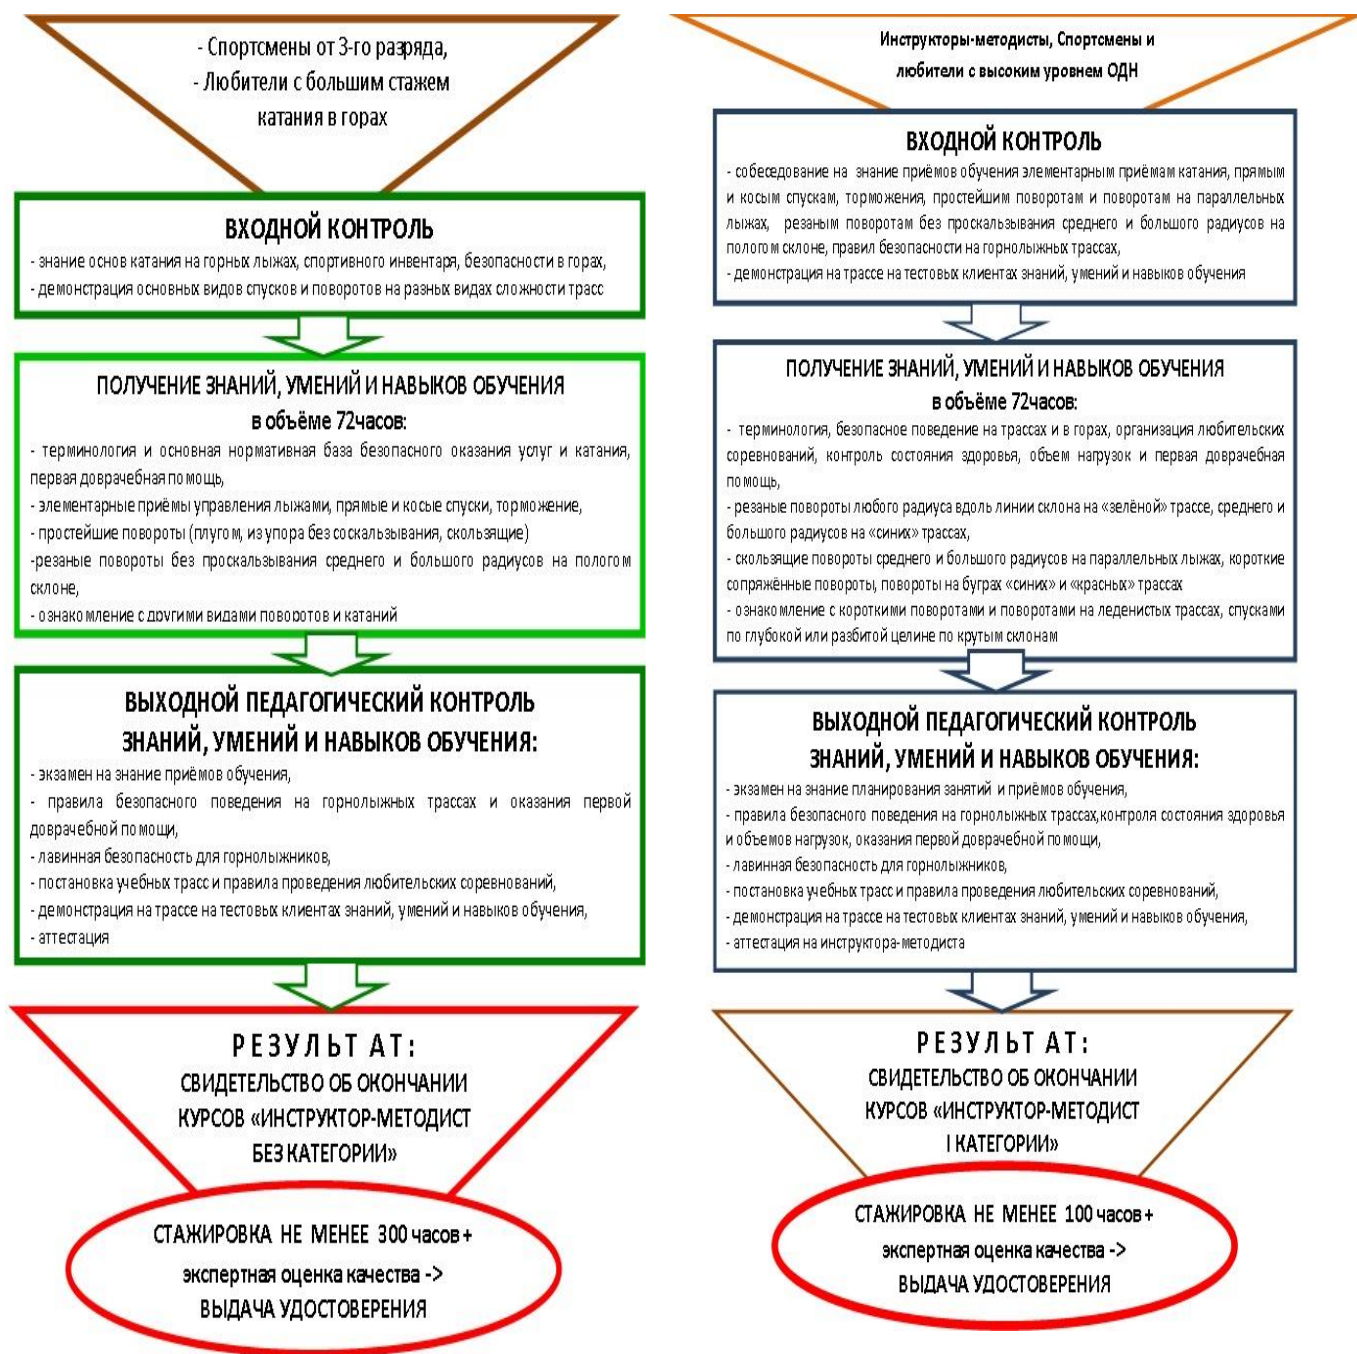 - Спортсмены от 3-го разряда,
- Любители с большим стажем
катания в горах
ВХОДНОЙ КОНТРОЛЬ
- знание основ катания на горных лыжах, спортивного инвентаря, безопасности в горах,
- демонстрация основных видов спусков и поворотов на разных видах сложности трасс
ПОЛУЧЕНИЕ ЗНАНИЙ, УМЕНИЙ И НАВЫКОВ ОБУЧЕНИЯ
в объёме 72часов:
- терминология и основная нормативная база безопасного оказания услуг и катания,
первая доврачебная помощь,
- элементарные приёмы управления лыжами, прямые и косые спуски, торможение,
- простейшие повороты (плугом, из упора без соскальзывания, скользящие)
-резаные повороты без проскальзывания среднего и большого радиусов на пологом
склоне,
- ознакомление с другими видами поворотов и катаний
ВЫХОДНОЙ ПЕДАГОГИЧЕСКИЙ КОНТРОЛЬ
ЗНАНИЙ, УМЕНИЙ И НАВЫКОВ ОБУЧЕНИЯ:
- экзамен на знание приёмов обучения,
- правила безопасного поведения на горнолыжных трассах и оказания первой
доврачебной помощи,
- лавинная безопасность для горнолыжников,
- постановка учебных трасс и правила проведения любительских соревнований,
- демонстрация на трассе на тестовых клиентах знаний, умений и навыков обучения,
- аттестация
РЕЗУЛЬТАТ:
СВИДЕТЕЛЬСТВО ОБ ОКОНЧАНИИ
КУРСОВ «ИНСТРУКТОР-МЕТОДИСТ
БЕЗ КАТЕГОРИИ»
СТАЖИРОВКА НЕ МЕНЕЕ 300 часов +
экспертная оценка качества ->
ВЫДАЧА УДОСТОВЕРЕНИЯ
Инструкторы-методисты, Спортсмены и
любители с высоким уровнем ОДН
ВХОДНОЙ КОНТРОЛЬ
- собеседование на знание приёмов обучения элементарным приёмам катания, прямым
и косым спускам, торможения, простейшим поворотам и поворотам на параллельных
лыжах, резаным поворотам без проскальзывания среднего и большого радиусов на
пологом склоне, правил безопасности на горнолыжных трассах,
- демонстрация на трассе на тестовых клиентах знаний, умений и навыков обучения
ПОЛУЧЕНИЕ ЗНАНИЙ, УМЕНИЙ И НАВЫКОВ ОБУЧЕНИЯ
в объёме 72часов:
- терминология, безопасное поведение на трассах и в горах, организация любительских
соревнований, контроль состояния здоровья, объем нагрузок и первая доврачебная
помощь,
- резаные повороты любого радиуса вдоль линии склона на «зелёной» трассе, среднего и
большого радиусов на «синих» трассах,
- скользящие повороты среднего и большого радиусов на параллельных лыжах, короткие
сопряжённые повороты, повороты на буграх «синих» и «красных» трассах
- ознакомление с короткими поворотами и поворотами на леденистых трассах, спусками
по глубокой или разбитой целине по крутым склонам
ВЫХОДНОЙ ПЕДАГОГИЧЕСКИЙ КОНТРОЛЬ
ЗНАНИЙ, УМЕНИЙ И НАВЫКОВ ОБУЧЕНИЯ:
- экзамен на знание планирования занятий и приёмов обучения,
- правила безопасного поведения на горнолыжных трассах,контроля состояния здоровья
и объемов нагрузок, оказания первой доврачебной помощи,
- лавинная безопасность для горнолыжников,
- постановка учебных трасс и правила проведения любительских соревнований,
- демонстрация на трассе на тестовых клиентах знаний, умений и навыков обучения,
- аттестация на инструктора-методиста
РЕЗУЛЬТАТ:
СВИДЕТЕЛЬСТВО ОБ ОКОНЧАНИИ
КУРСОВ «ИНСТРУКТОР-МЕТОДИСТ
I КАТЕГОРИИ»
СТАЖИРОВКА НЕ МЕНЕЕ 100 часов +
экспертная оценка качества ->
ВЫДАЧА УДОСТОВЕРЕНИЯ